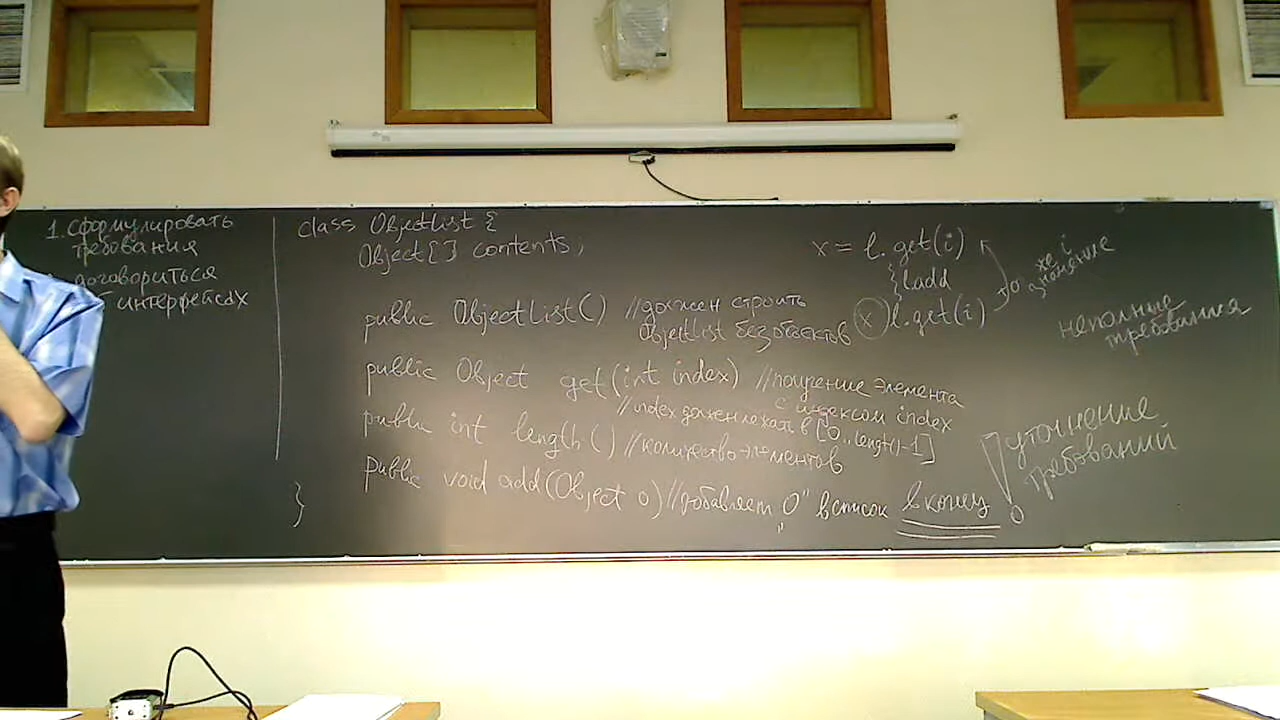 1. Сформулировать
требования
договориться
интерфейсах
class ObjectList {
Object[] contents;
public ObjectList() //должен строить
ObjectList без объектов
public Object get(int index) //получение элемента
с индексом index
//index должен лежать в [0..length()-1]
public int length() //количество элементов
public void add(Object o) //добавляет „O" в список в конец
}
x = l.get(i)
{ l.add
x l.get(i)
то же
значение
неполные
требования
! уточнение
требований